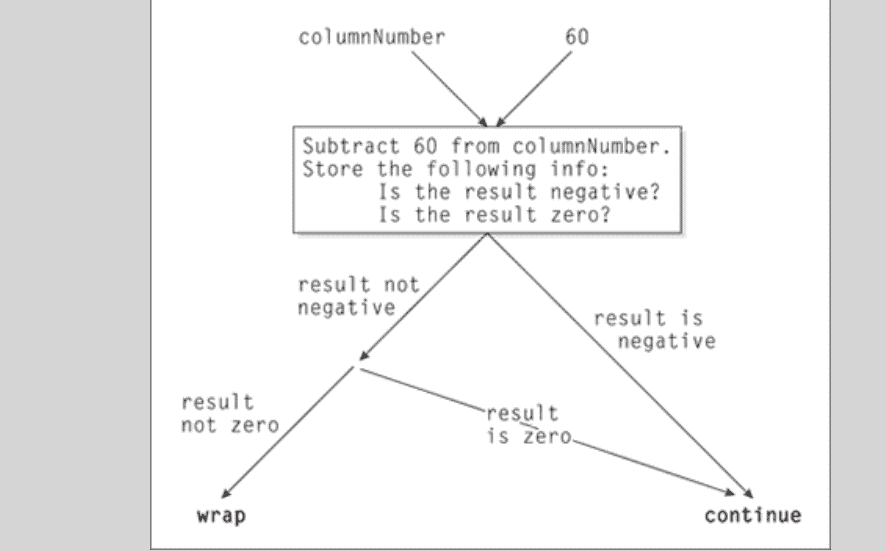 columnNumber 60
Subtract 60 from columnNumber.
Store the following info:
Is the result negative?
Is the result zero?
result not
negative
result is
negative
result
not zero
result
is zero
wrap
continue